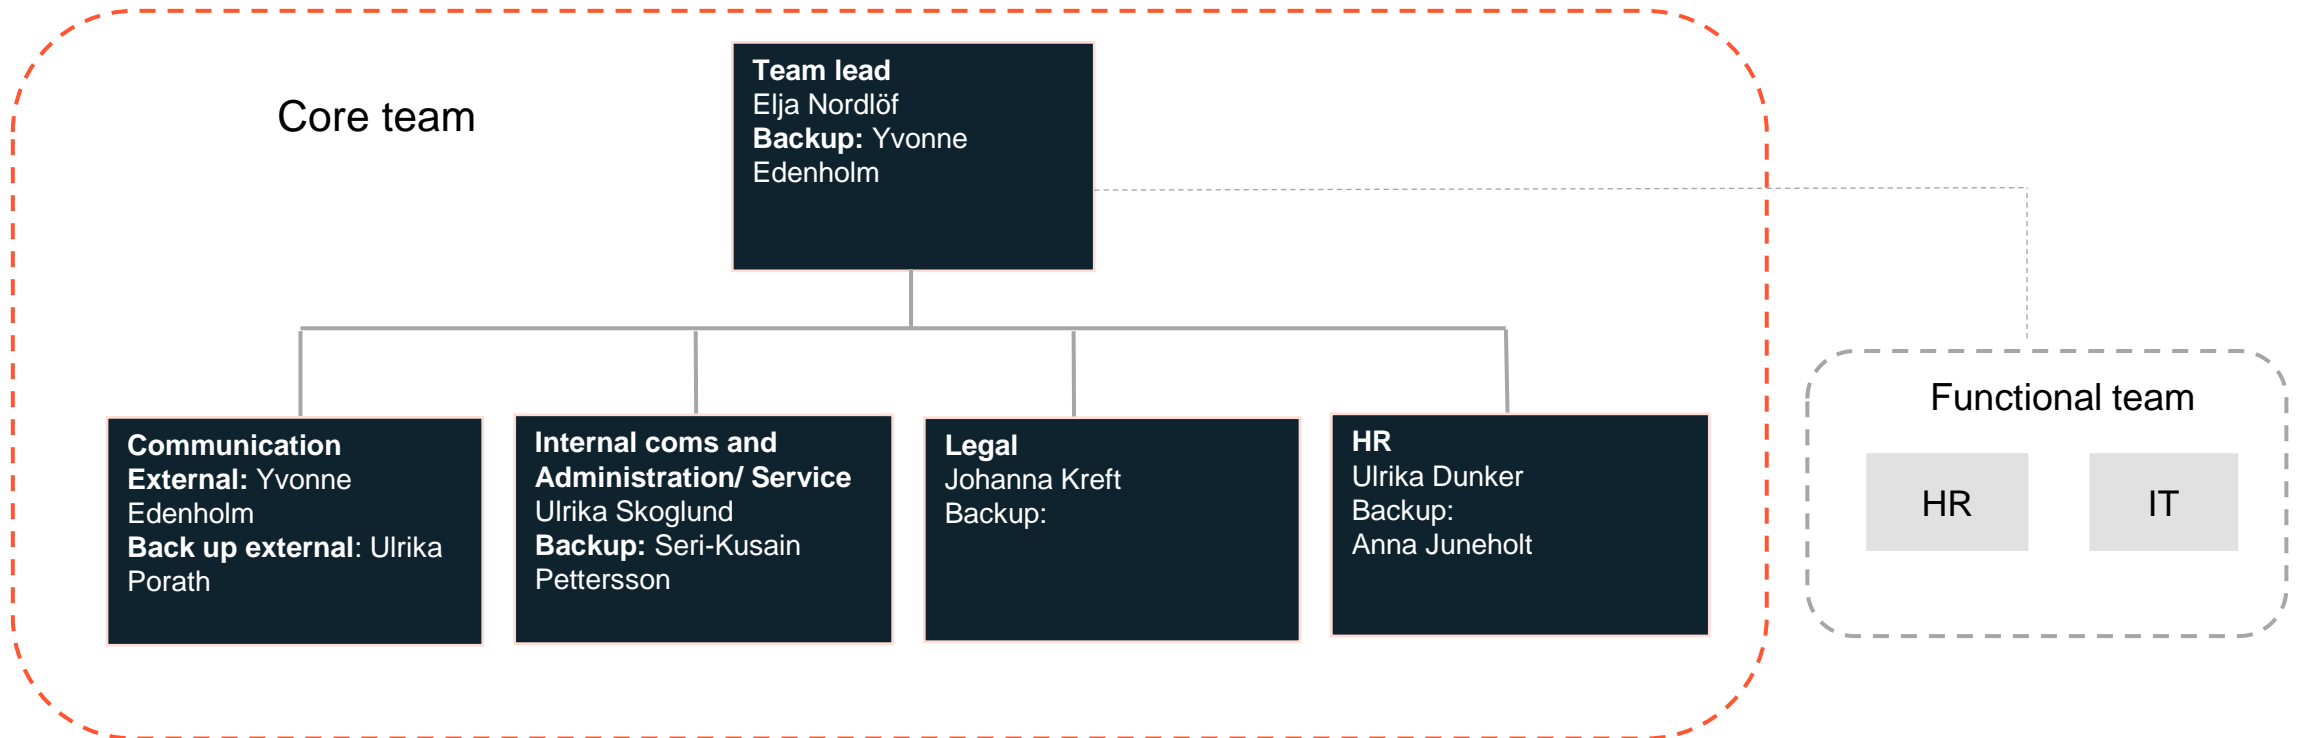 Core team
Team lead
Elja Nordlöf
Backup: Yvonne
Edenholm
Communication
External: Yvonne
Edenholm
Back up external: Ulrika
Porath
Internal coms and
Administration/ Service
Ulrika Skoglund
Backup: Seri-Kusain
Pettersson
Legal
Johanna Kreft
Backup:
HR
Ulrika Dunker
Backup:
Anna Juneholt
Functional team
HR
IT